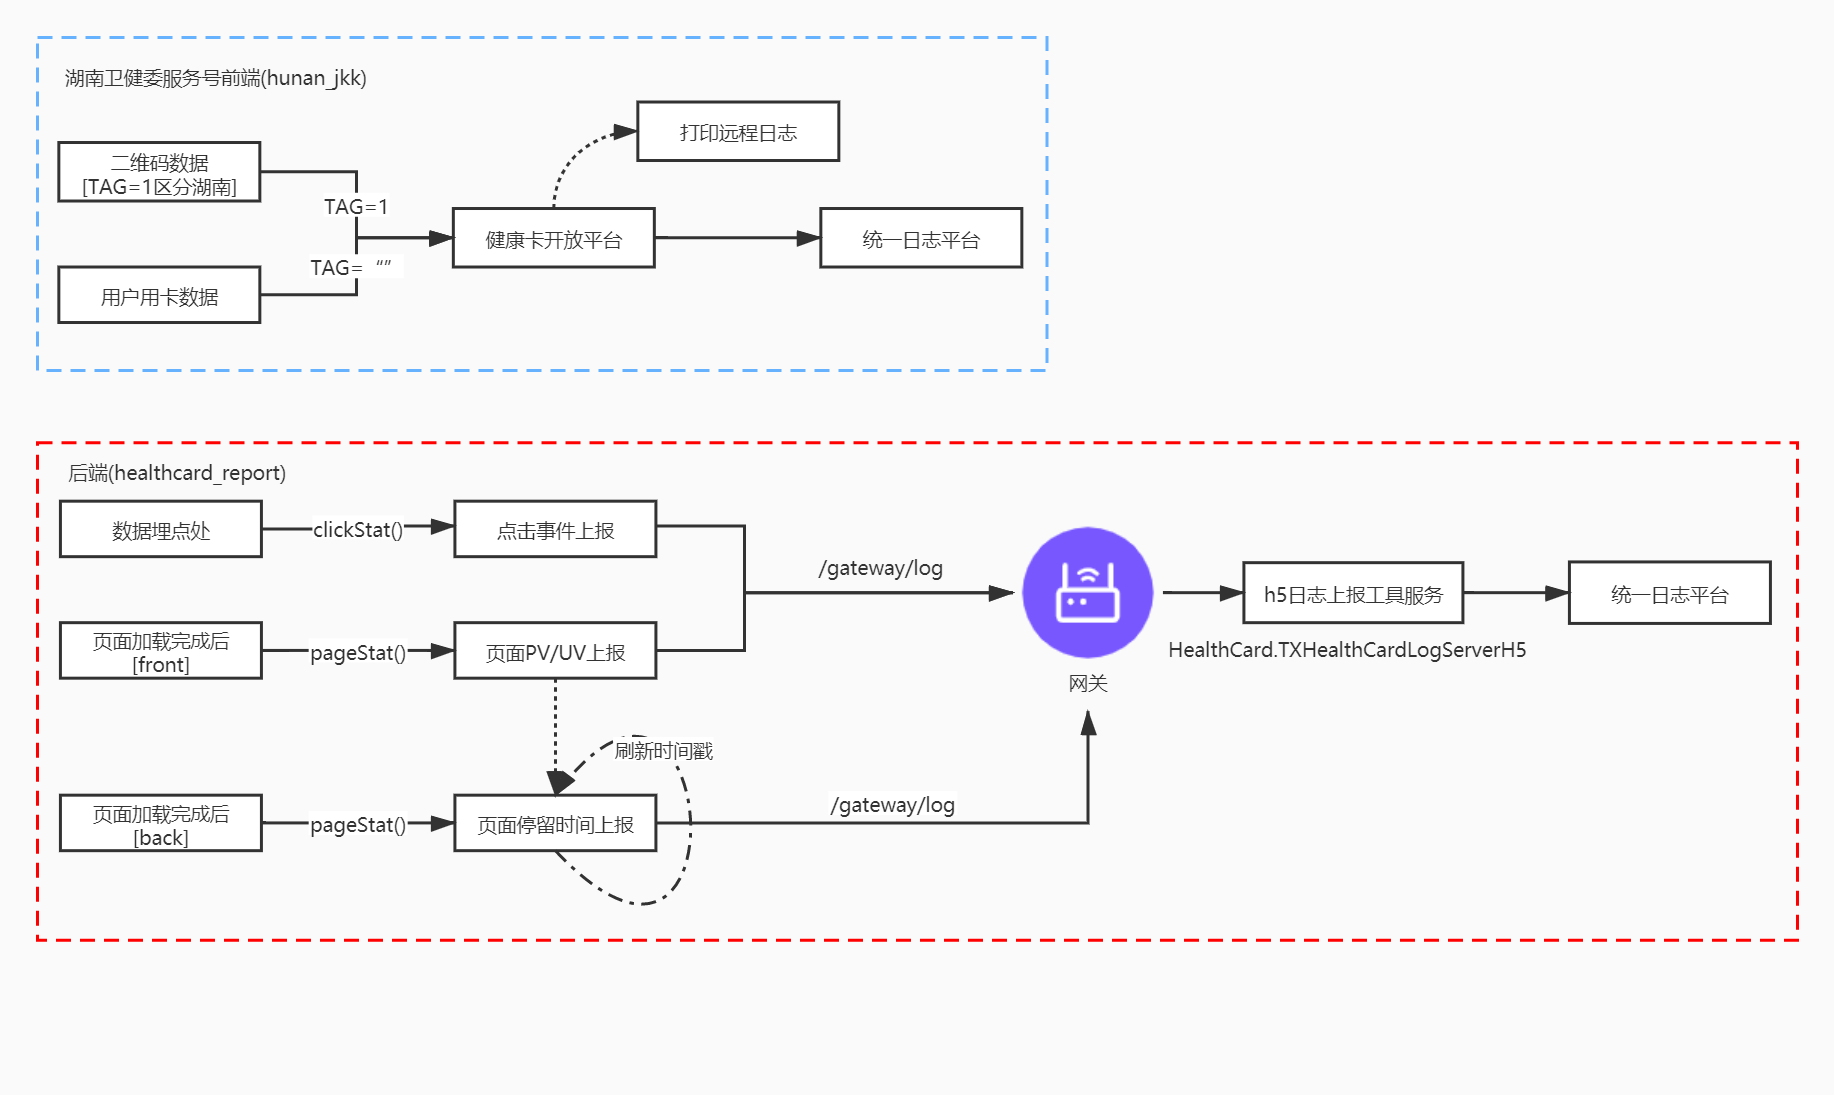 湖南卫健委服务号前端(hunan_jkk)
打印远程日志
二维码数据
[TAG=1区分湖南]
TAG=1
健康卡开放平台
统一日志平台
TAG=“”
用户用卡数据
后端(healthcard_report)
数据埋点处
clickStat()
点击事件上报
/gateway/log
h5日志上报工具服务
统一日志平台
HealthCard.TXHealthCardLogServerH5
网关
页面加载完成后
[front]
pageStat()
页面PV/UV上报
刷新时间戳
页面加载完成后
[back]
pageStat()
页面停留时间上报
/gateway/log